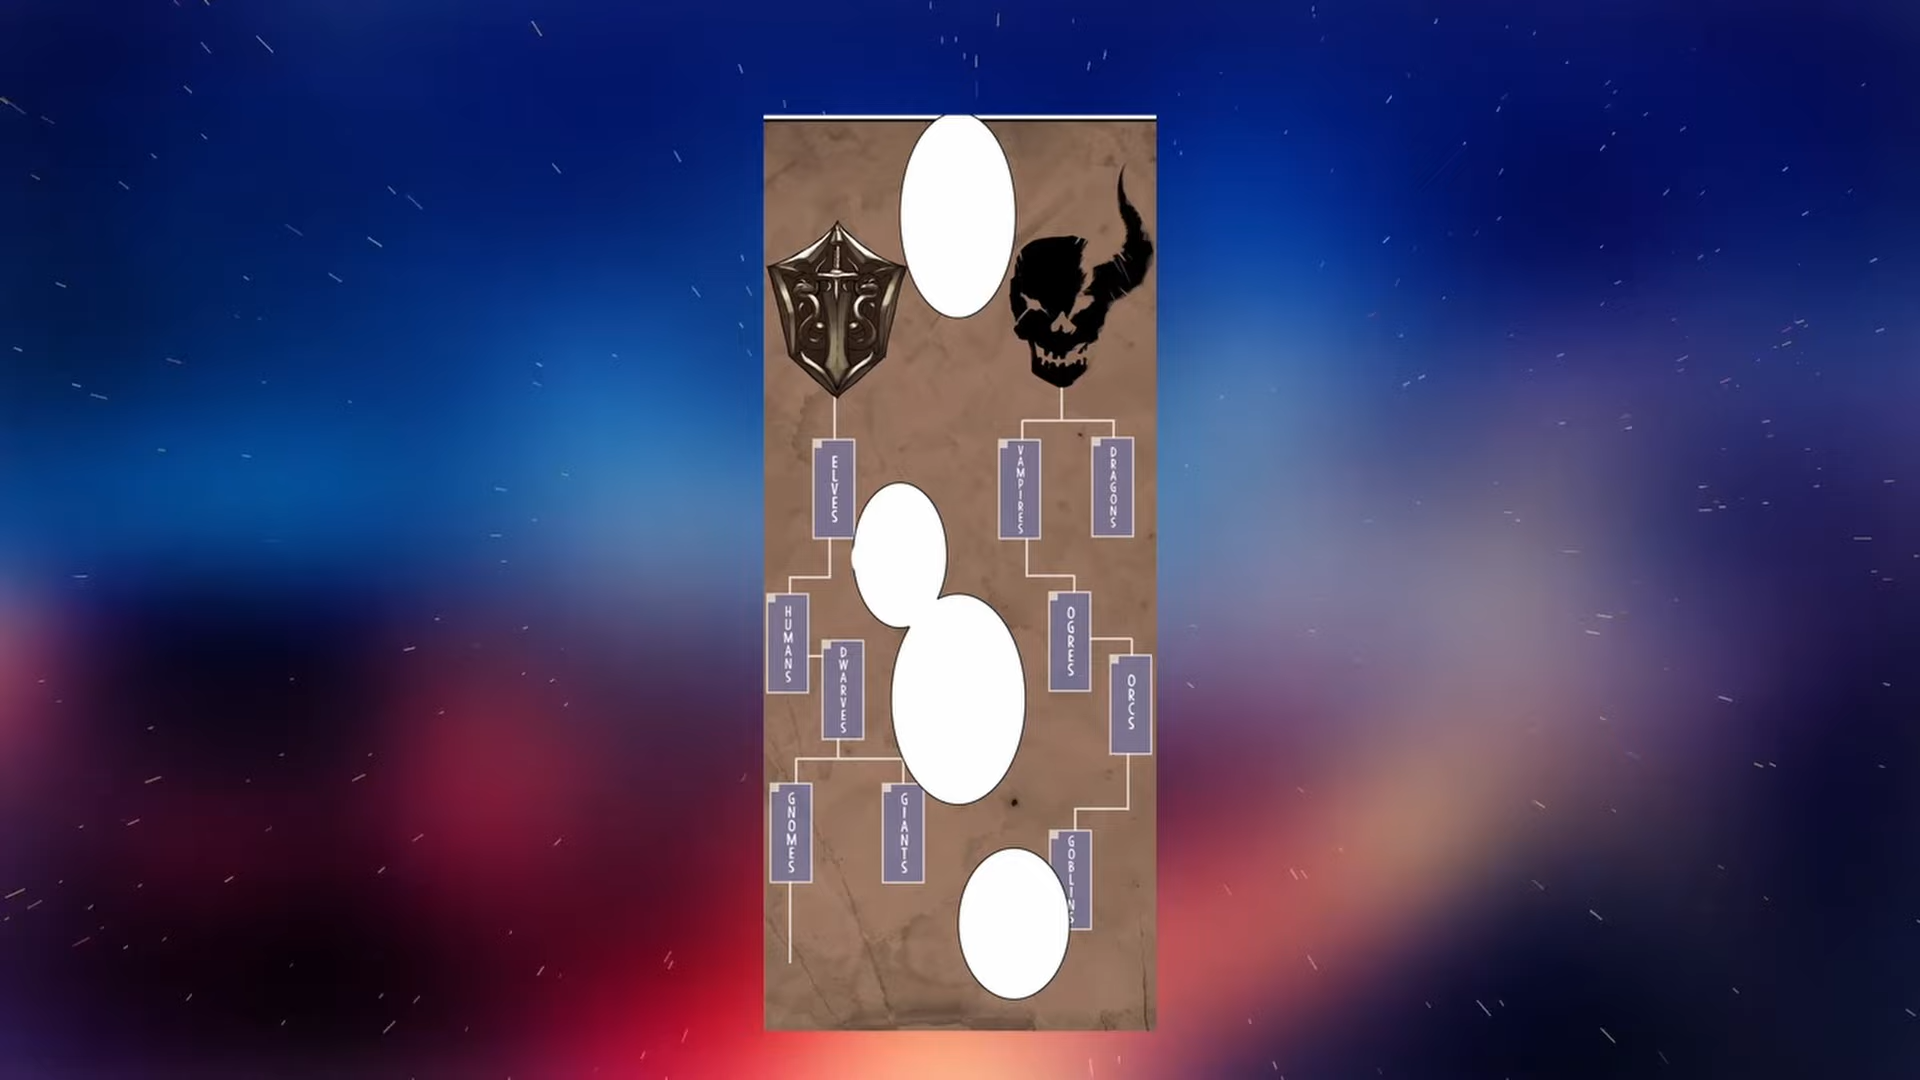 ELVES
VAMPIRES
DRAGONS
HUMANS
DWARVES
OGRES
ORCS
GNOMES
GIANTS
GOBLINS